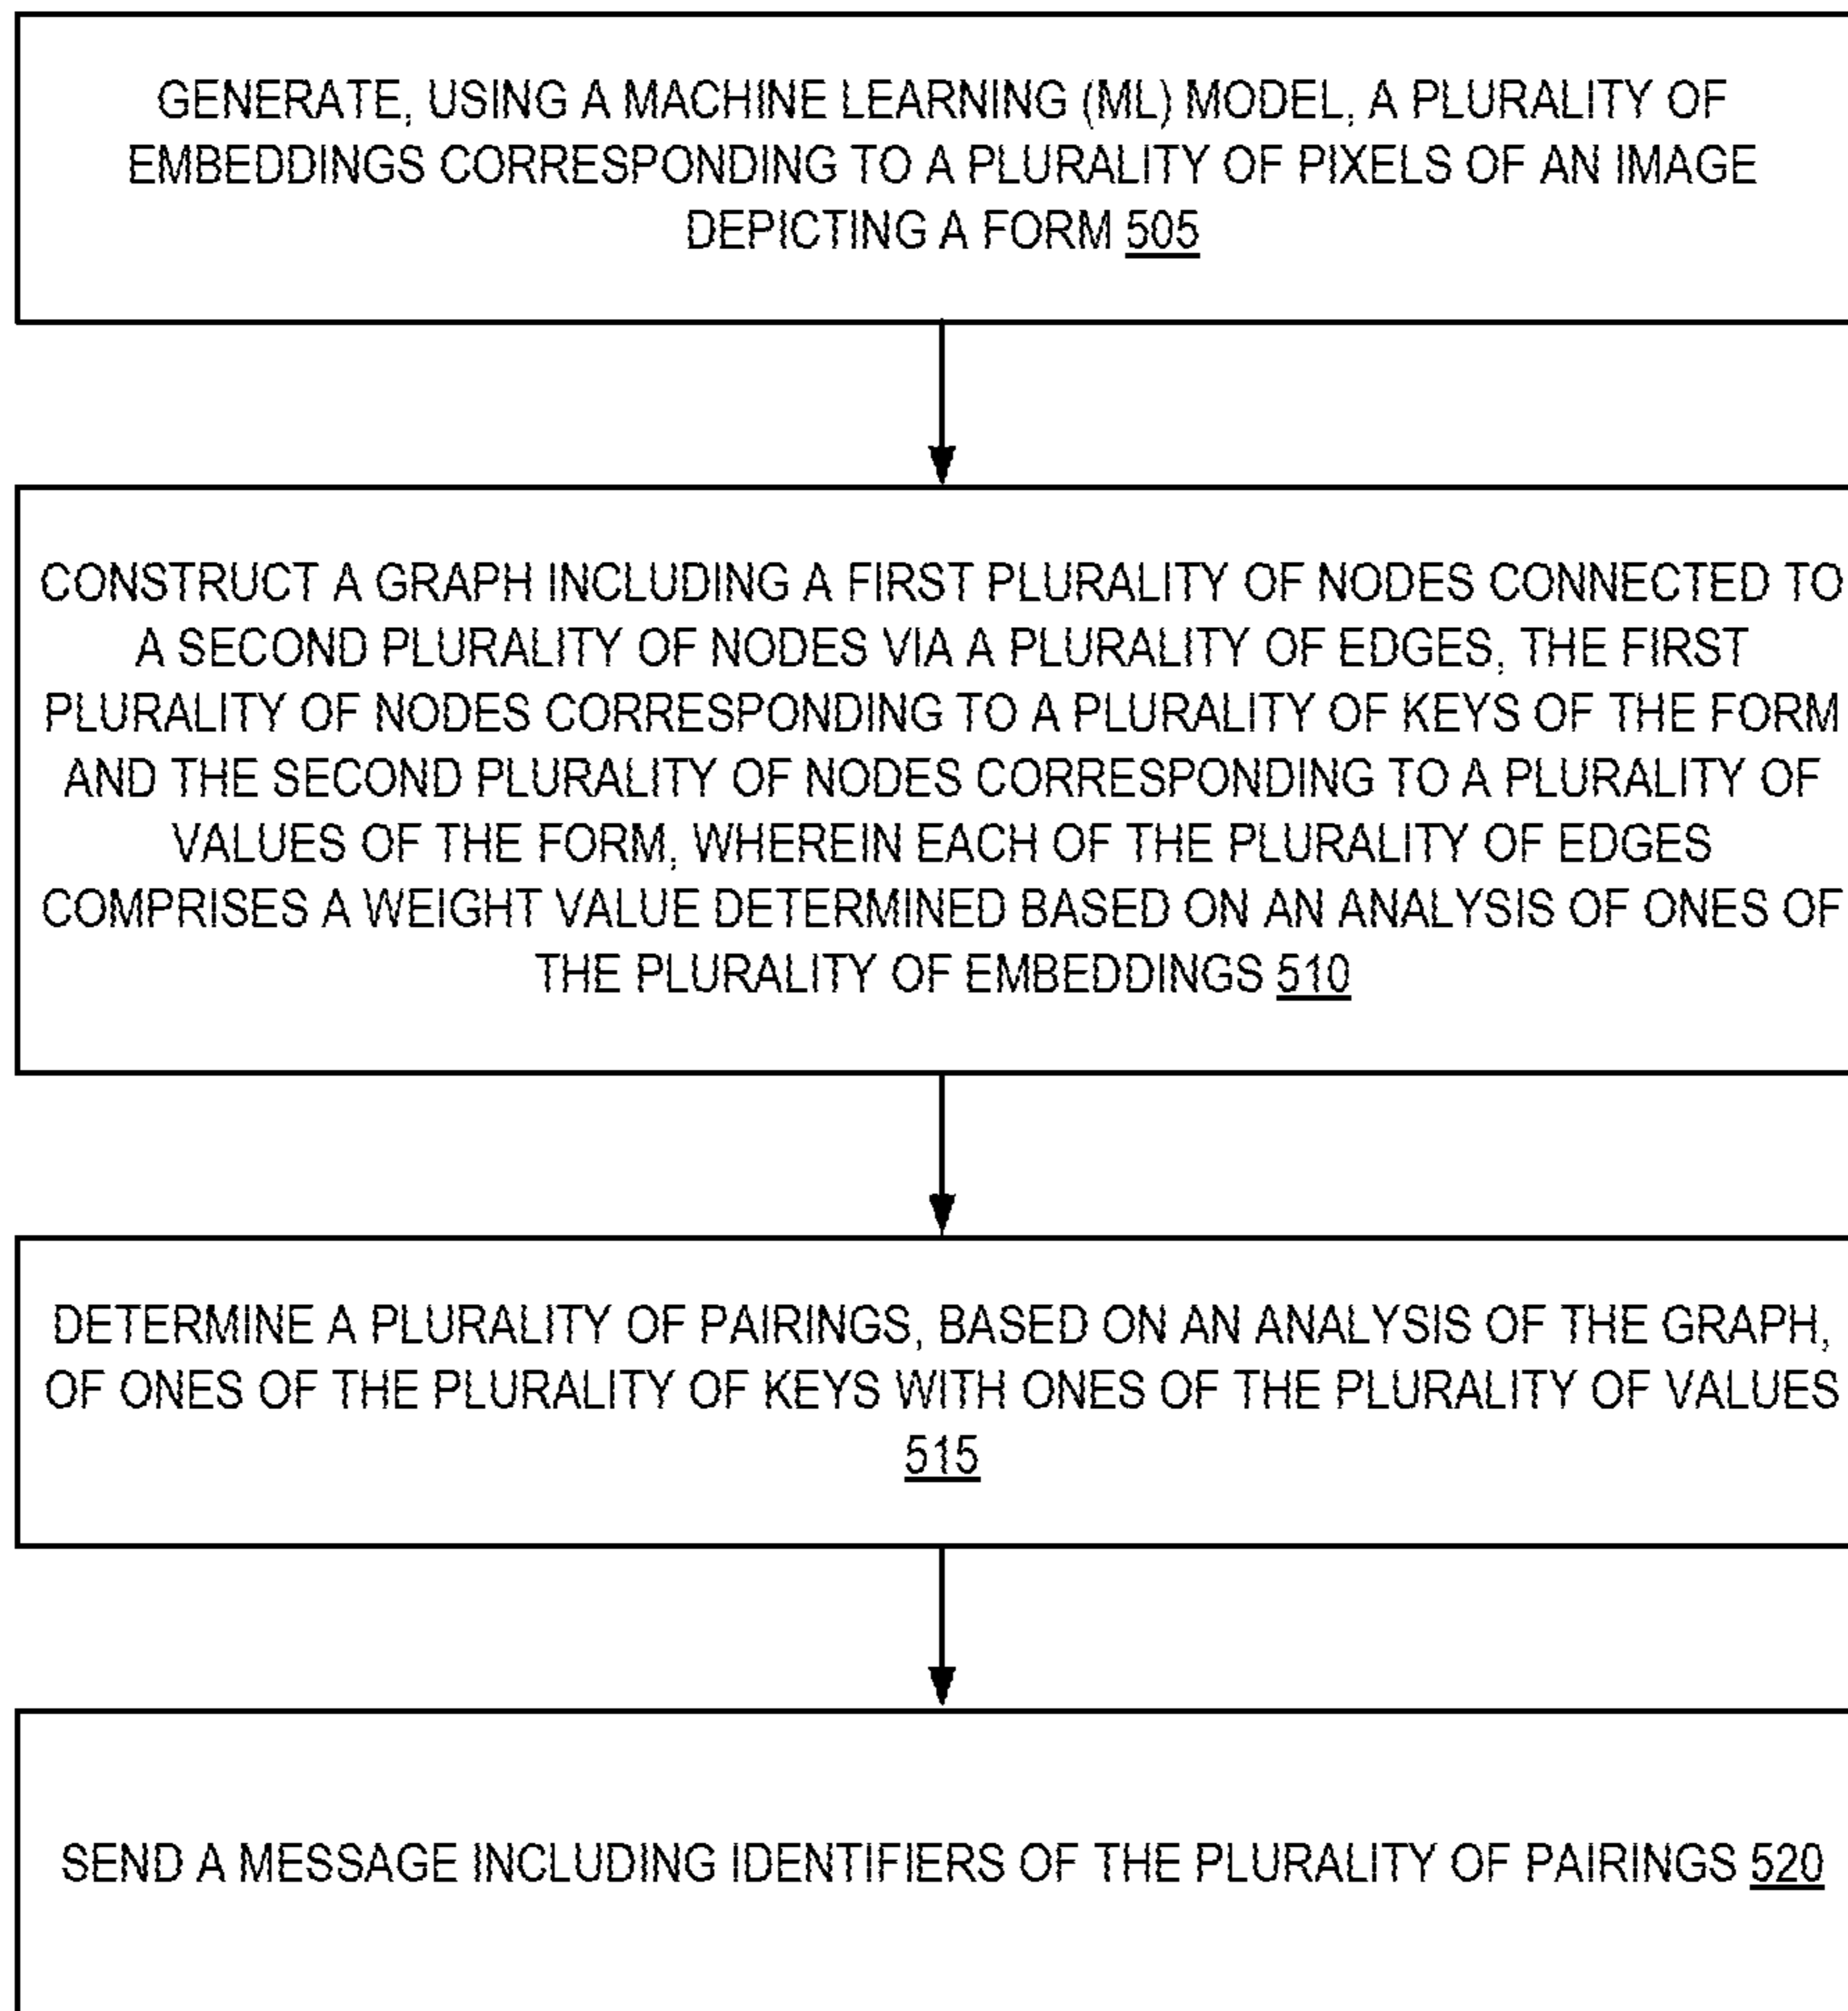 GENERATE, USING A MACHINE LEARNING (ML) MODEL, A PLURALITY OF
EMBEDDINGS CORRESPONDING TO A PLURALITY OF PIXELS OF AN IMAGE
DEPICTING A FORM 505
CONSTRUCT A GRAPH INCLUDING A FIRST PLURALITY OF NODES CONNECTED TO
A SECOND PLURALITY OF NODES VIA A PLURALITY OF EDGES, THE FIRST
PLURALITY OF NODES CORRESPONDING TO A PLURALITY OF KEYS OF THE FORM
AND THE SECOND PLURALITY OF NODES CORRESPONDING TO A PLURALITY OF
VALUES OF THE FORM, WHEREIN EACH OF THE PLURALITY OF EDGES
COMPRISES A WEIGHT VALUE DETERMINED BASED ON AN ANALYSIS OF ONES OF
THE PLURALITY OF EMBEDDINGS 510
DETERMINE A PLURALITY OF PAIRINGS, BASED ON AN ANALYSIS OF THE GRAPH,
OF ONES OF THE PLURALITY OF KEYS WITH ONES OF THE PLURALITY OF VALUES
515
SEND A MESSAGE INCLUDING IDENTIFIERS OF THE PLURALITY OF PAIRINGS 520